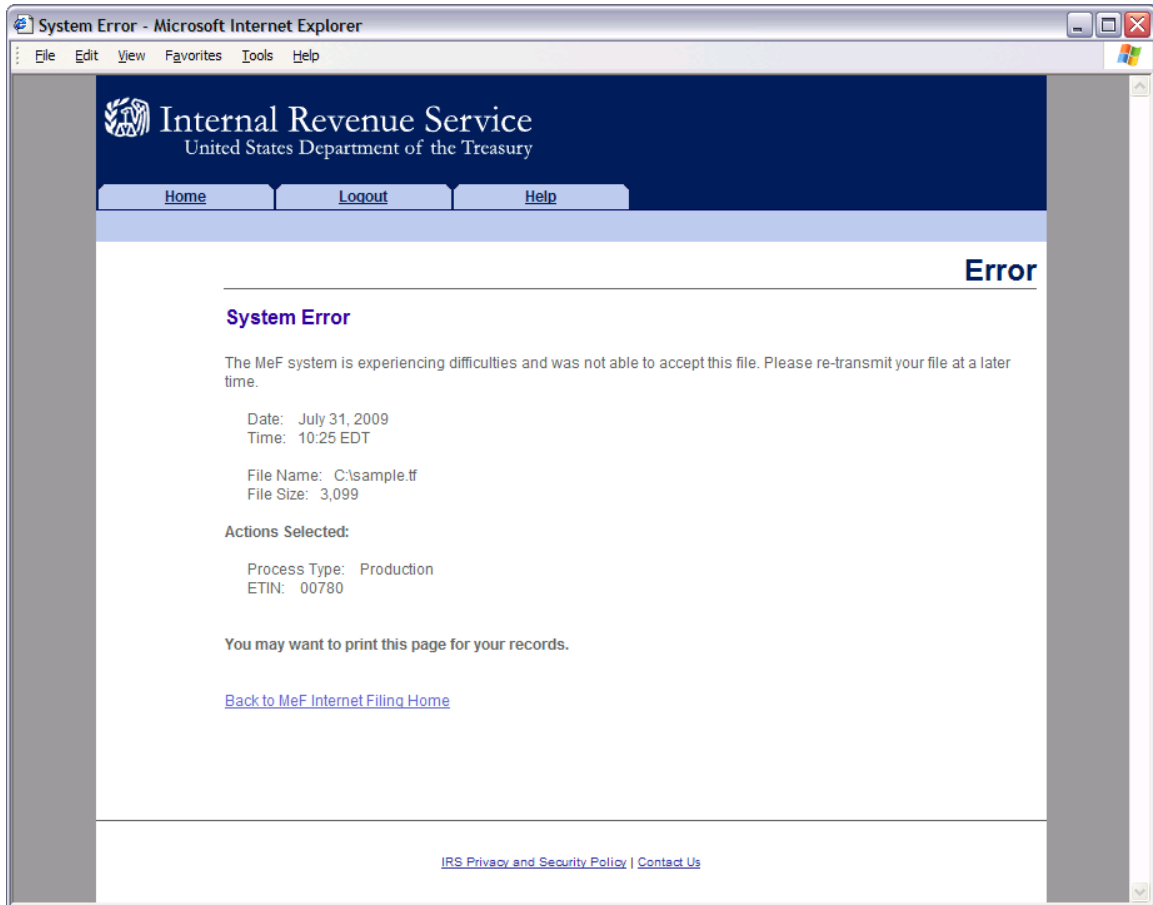 System Error - Microsoft Internet Explorer
File Edit View Favorites Tools Help
Internal Revenue Service
United States Department of the Treasury
Home Logout Help
Error
System Error
The MeF system is experiencing difficulties and was not able to accept this file. Please re-transmit your file at a later
time.
Date: July 31, 2009
Time: 10:25 EDT
File Name: C:\sample.tf
File Size: 3,099
Actions Selected:
Process Type: Production
ETIN: 00780
You may want to print this page for your records.
Back to MeF Internet Filing Home
IRS Privacy and Security Policy | Contact Us